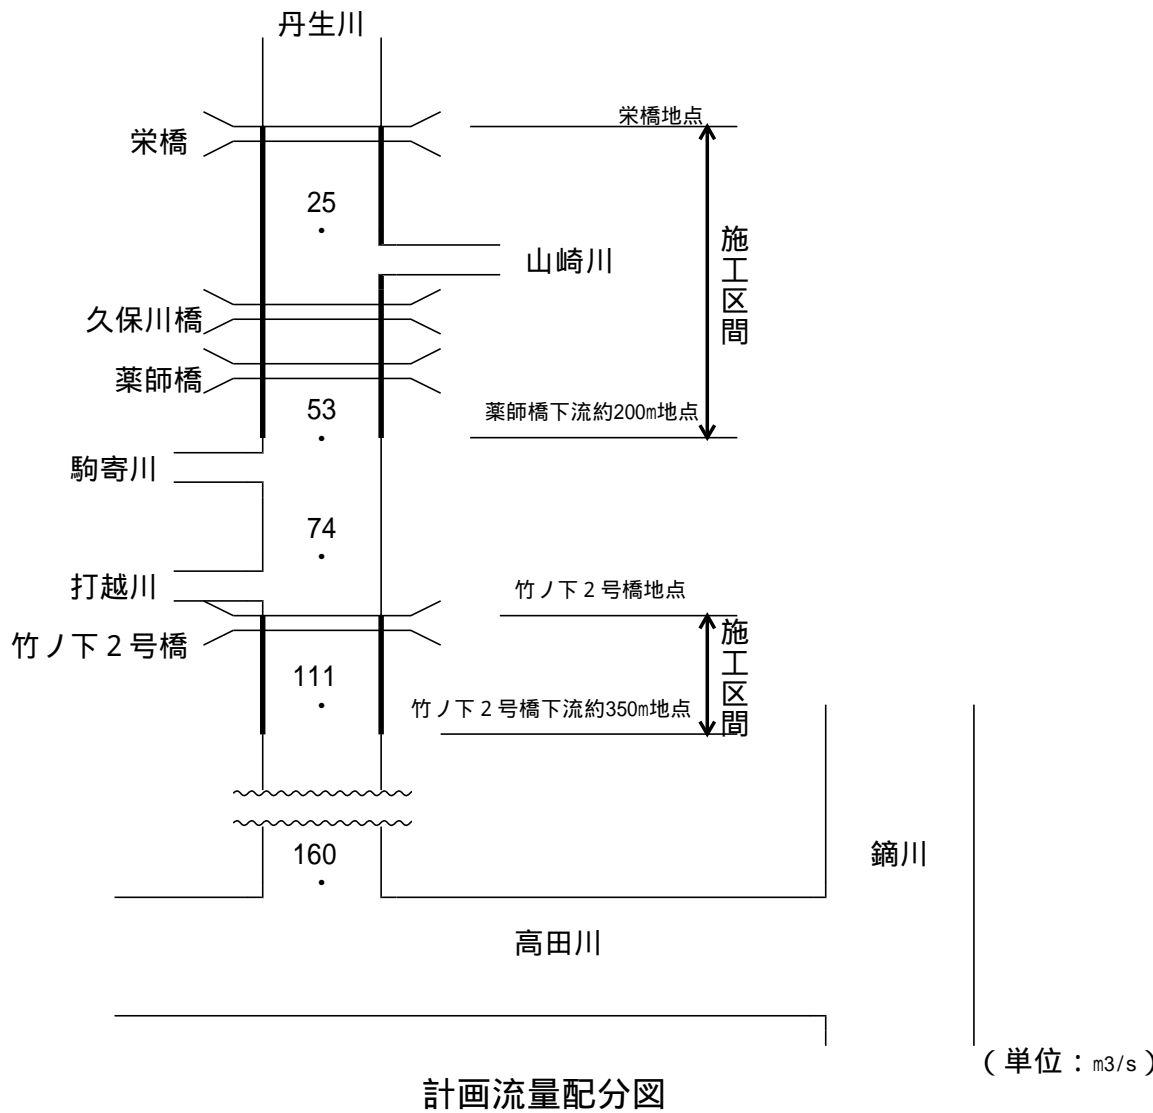 丹生川
栄橋地点
栄橋
25
山崎川
施工区間
久保川橋
薬師橋
53
薬師橋下流約200m地点
駒寄川
74
打越川
竹ノ下２号橋地点
竹ノ下２号橋
施工区間
111
竹ノ下２号橋下流約350m地点
160
鏑川
高田川
（単位：m3/s）
計画流量配分図